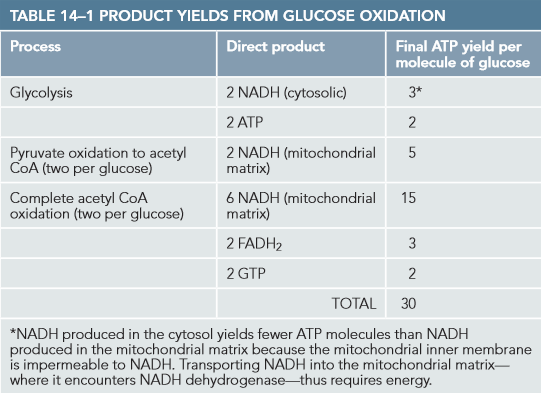 TABLE 14–1 PRODUCT YIELDS FROM GLUCOSE OXIDATION
Process Direct product Final ATP yield per
molecule of glucose
Glycolysis 2 NADH (cytosolic) 3*
2 ATP 2
Pyruvate oxidation to acetyl 2 NADH (mitochondrial 5
CoA (two per glucose) matrix)
Complete acetyl CoA 6 NADH (mitochondrial 15
oxidation (two per glucose) matrix)
2 FADH₂ 3
2 GTP 2
TOTAL 30
*NADH produced in the cytosol yields fewer ATP molecules than NADH
produced in the mitochondrial matrix because the mitochondrial inner membrane
is impermeable to NADH. Transporting NADH into the mitochondrial matrix—
where it encounters NADH dehydrogenase—thus requires energy.